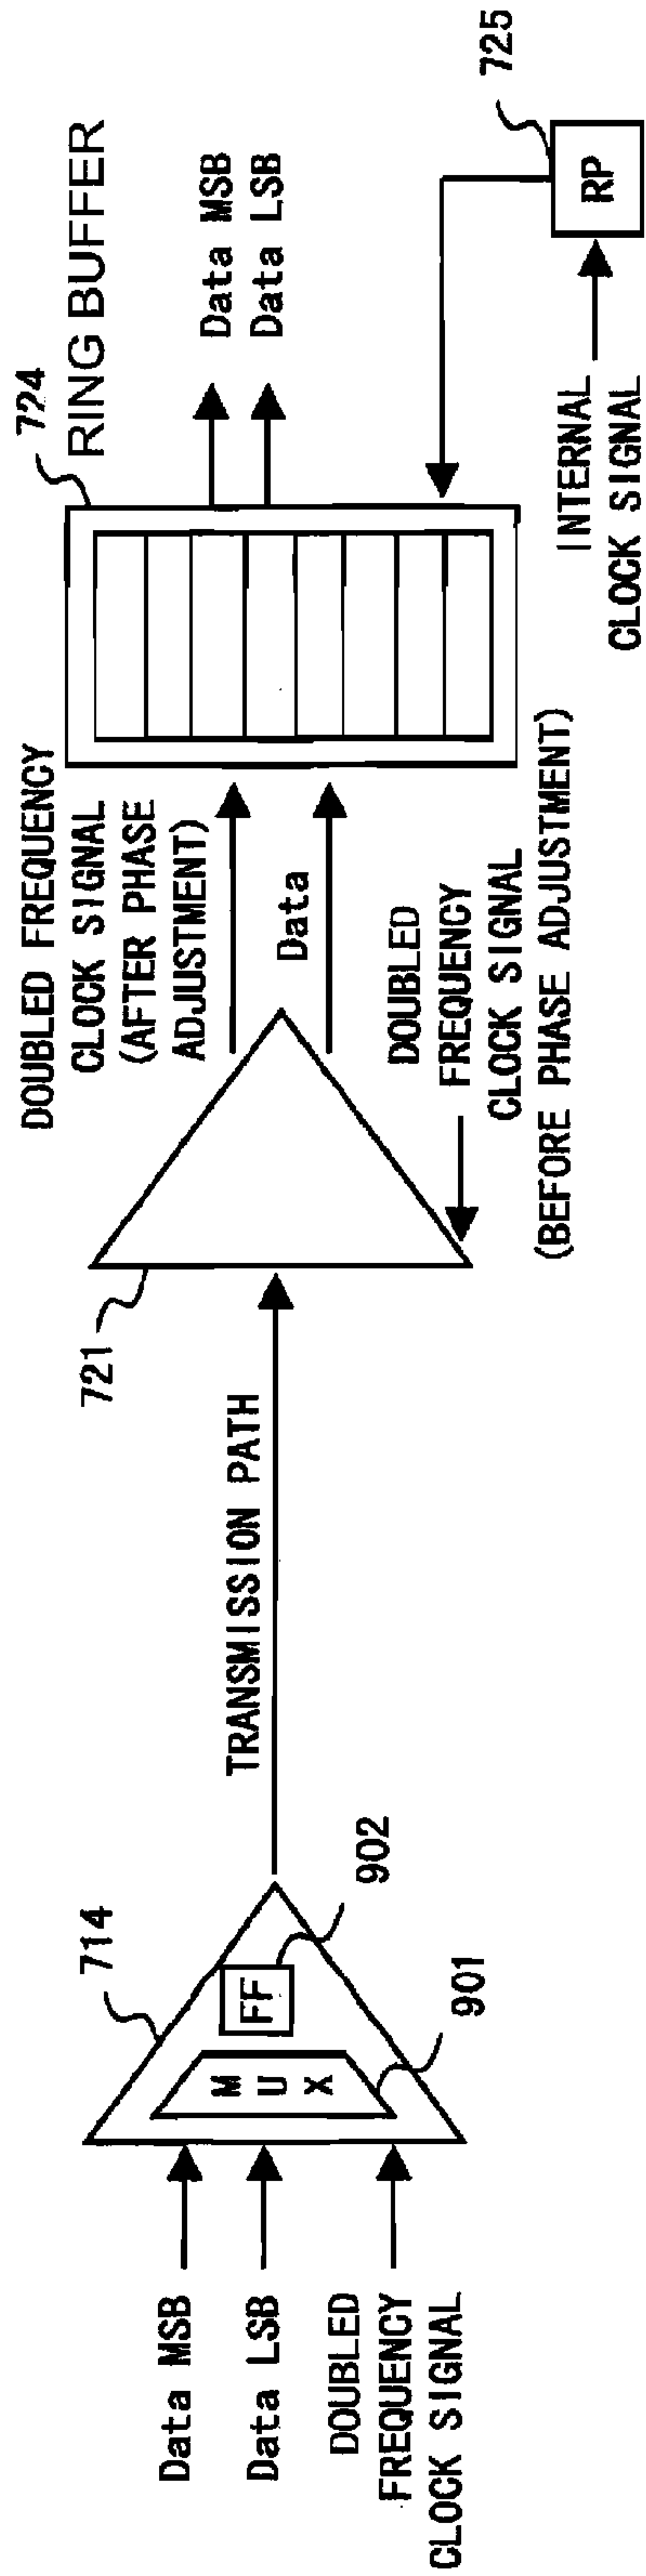 Data MSB
Data LSB
DOUBLED
FREQUENCY
CLOCK SIGNAL
714
M
U
X
FF
901
902
TRANSMISSION PATH
721
DOUBLED FREQUENCY
CLOCK SIGNAL
(AFTER PHASE
ADJUSTMENT)
Data
DOUBLED
FREQUENCY
CLOCK SIGNAL
(BEFORE PHASE ADJUSTMENT)
724
RING BUFFER
Data MSB
Data LSB
INTERNAL
CLOCK SIGNAL
RP
725